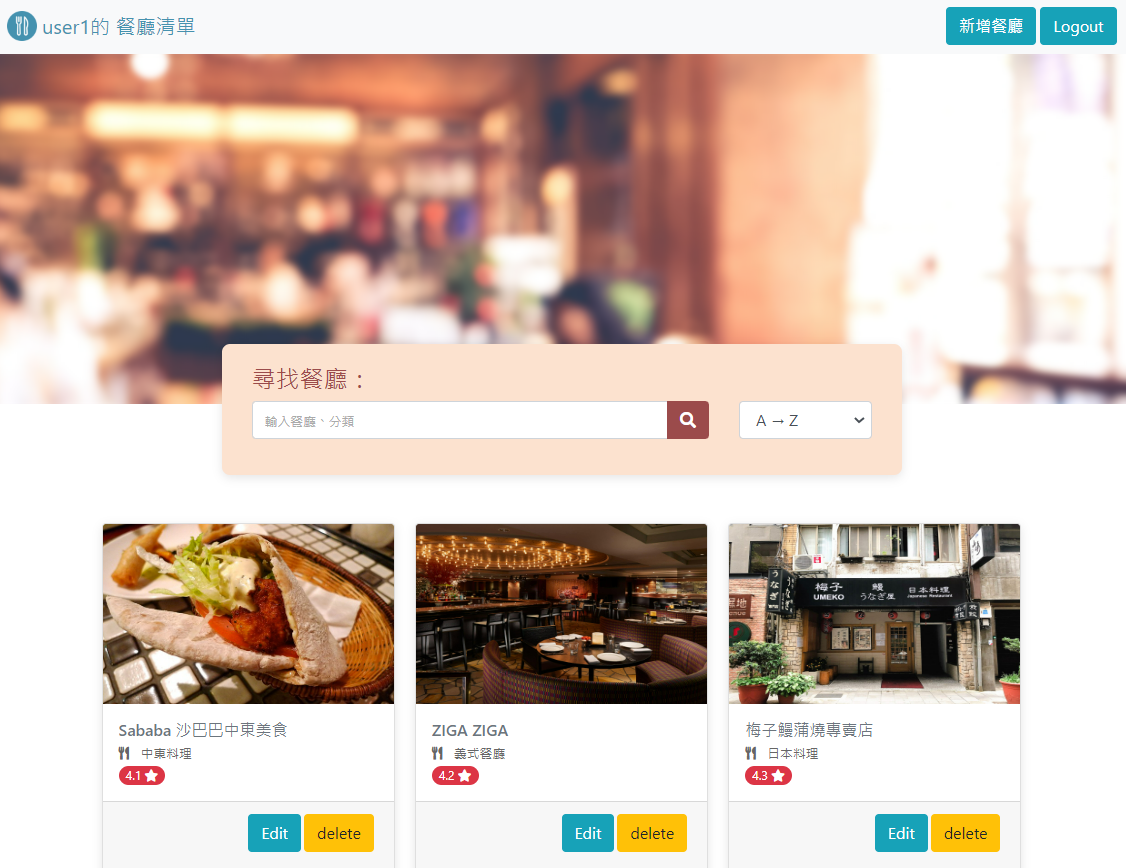 user1的 餐廳清單
新增餐廳
Logout
尋找餐廳：
輸入餐廳、分類
A → Z
梅子
UMEKO
鰻
うなぎ屋
日本料理
Japanese Restaurant
うなぎ
Sababa 沙巴巴中東美食
中東料理
4.1
ZIGA ZIGA
義式餐廳
4.2
梅子鰻蒲燒專賣店
日本料理
4.3
Edit
delete
Edit
delete
Edit
delete